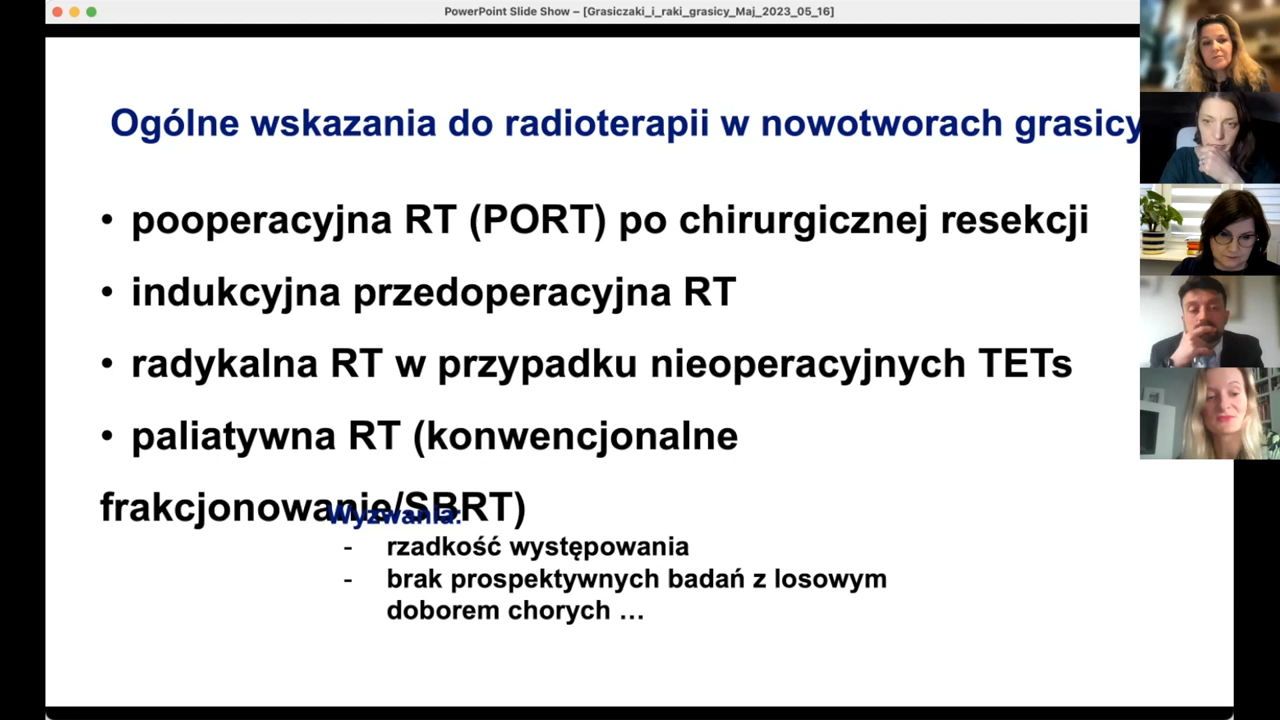 PowerPoint Slide Show – [Grasiczaki_i_raki_grasicy_Maj_2023_05_16]
Ogólne wskazania do radioterapii w nowotworach grasicy
• pooperacyjna RT (PORT) po chirurgicznej resekcji
• indukcyjna przedoperacyjna RT
• radykalna RT w przypadku nieoperacyjnych TETs
• paliatywna RT (konwencjonalne
frakcjonowanie/SBRT)
Wyzwania:
- rzadkość występowania
- brak prospektywnych badań z losowym
doborem chorych …